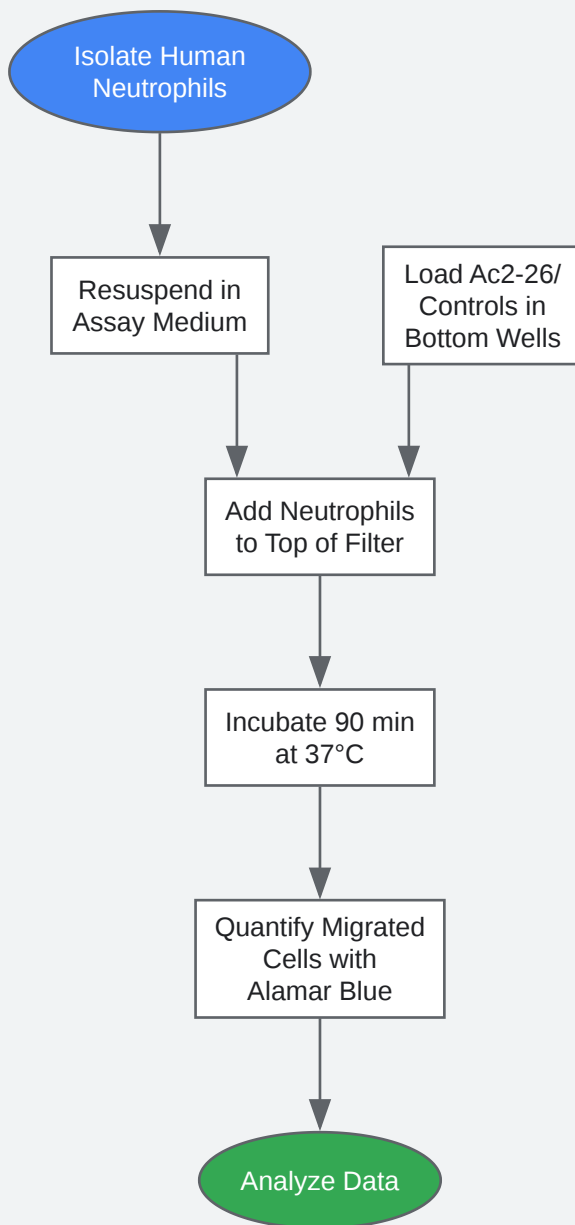 Isolate Human
Neutrophils
Resuspend in
Assay Medium
Load Ac2-26/
Controls in
Bottom Wells
Add Neutrophils
to Top of Filter
Incubate 90 min
at 37°C
Quantify Migrated
Cells with
Alamar Blue
Analyze Data